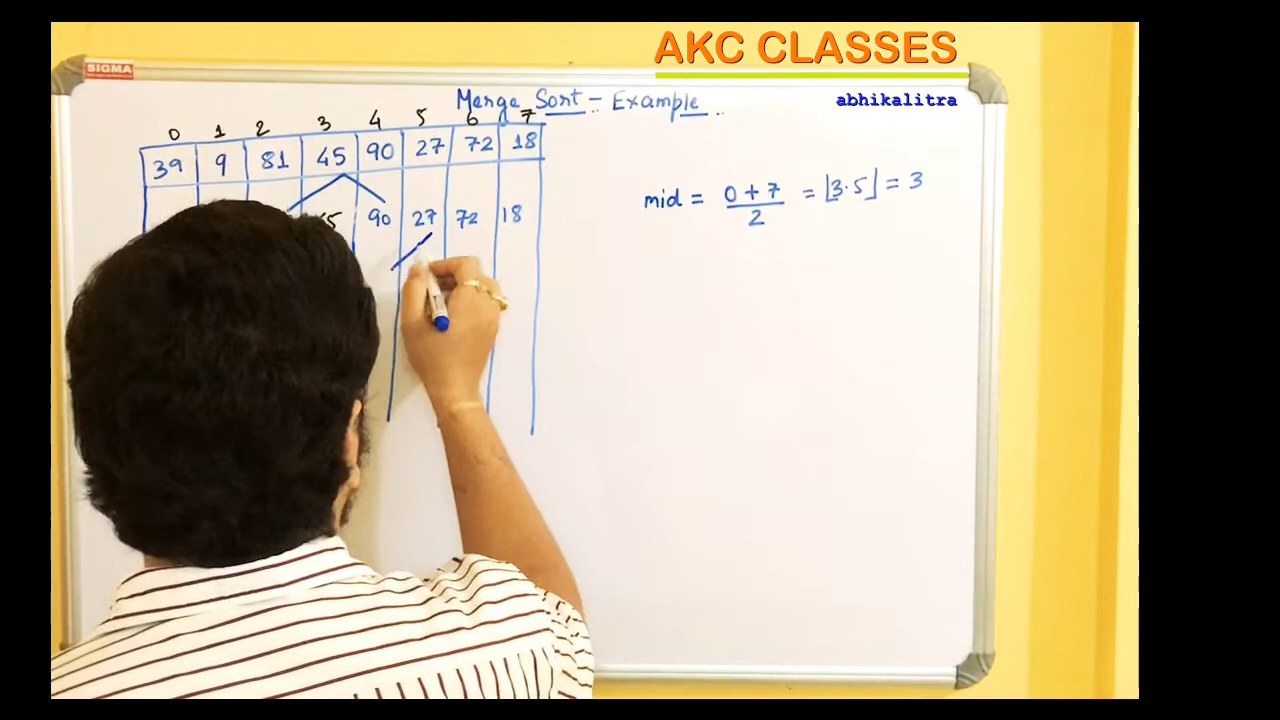 AKC CLASSES
SIGMA
Merge Sort - Example
abhikalitra
0 1 2 3 4 5 6 7
39 9 81 45 90 27 72 18
mid = 0 + 7 / 2 = ⌊3.5⌋ = 3
90 27 72 18